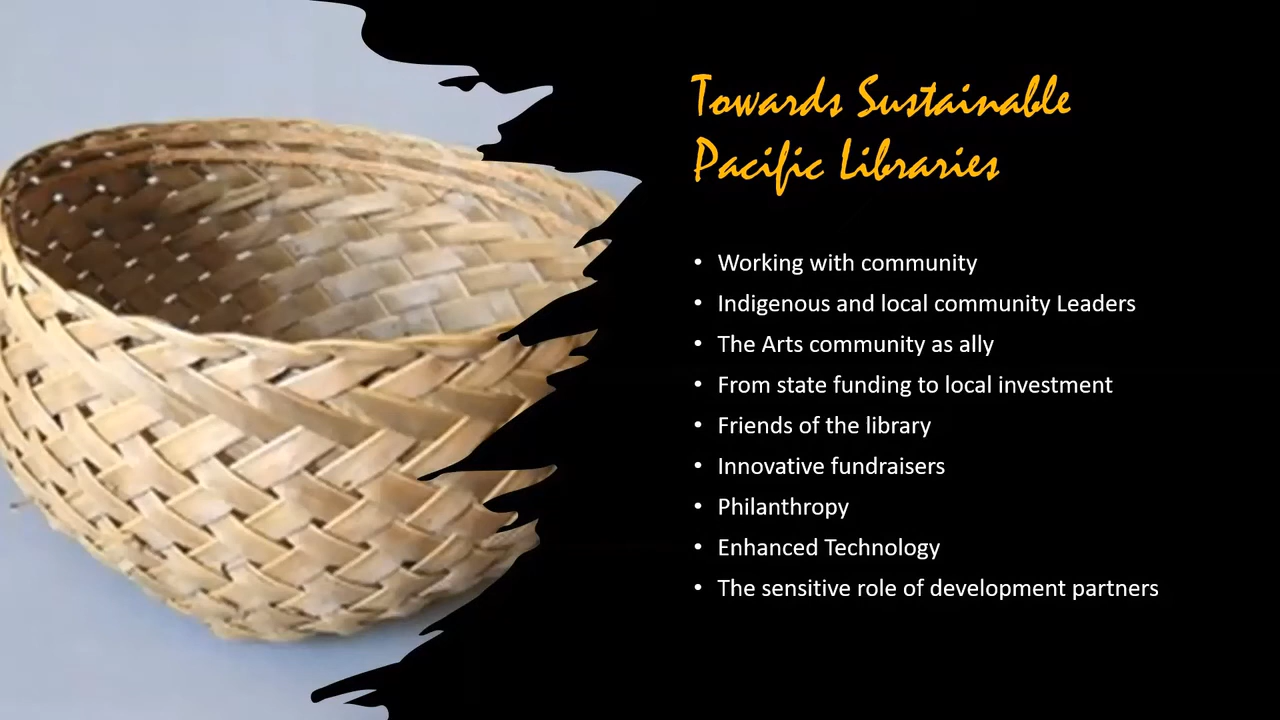 Towards Sustainable
Pacific Libraries
• Working with community
• Indigenous and local community Leaders
• The Arts community as ally
• From state funding to local investment
• Friends of the library
• Innovative fundraisers
• Philanthropy
• Enhanced Technology
• The sensitive role of development partners